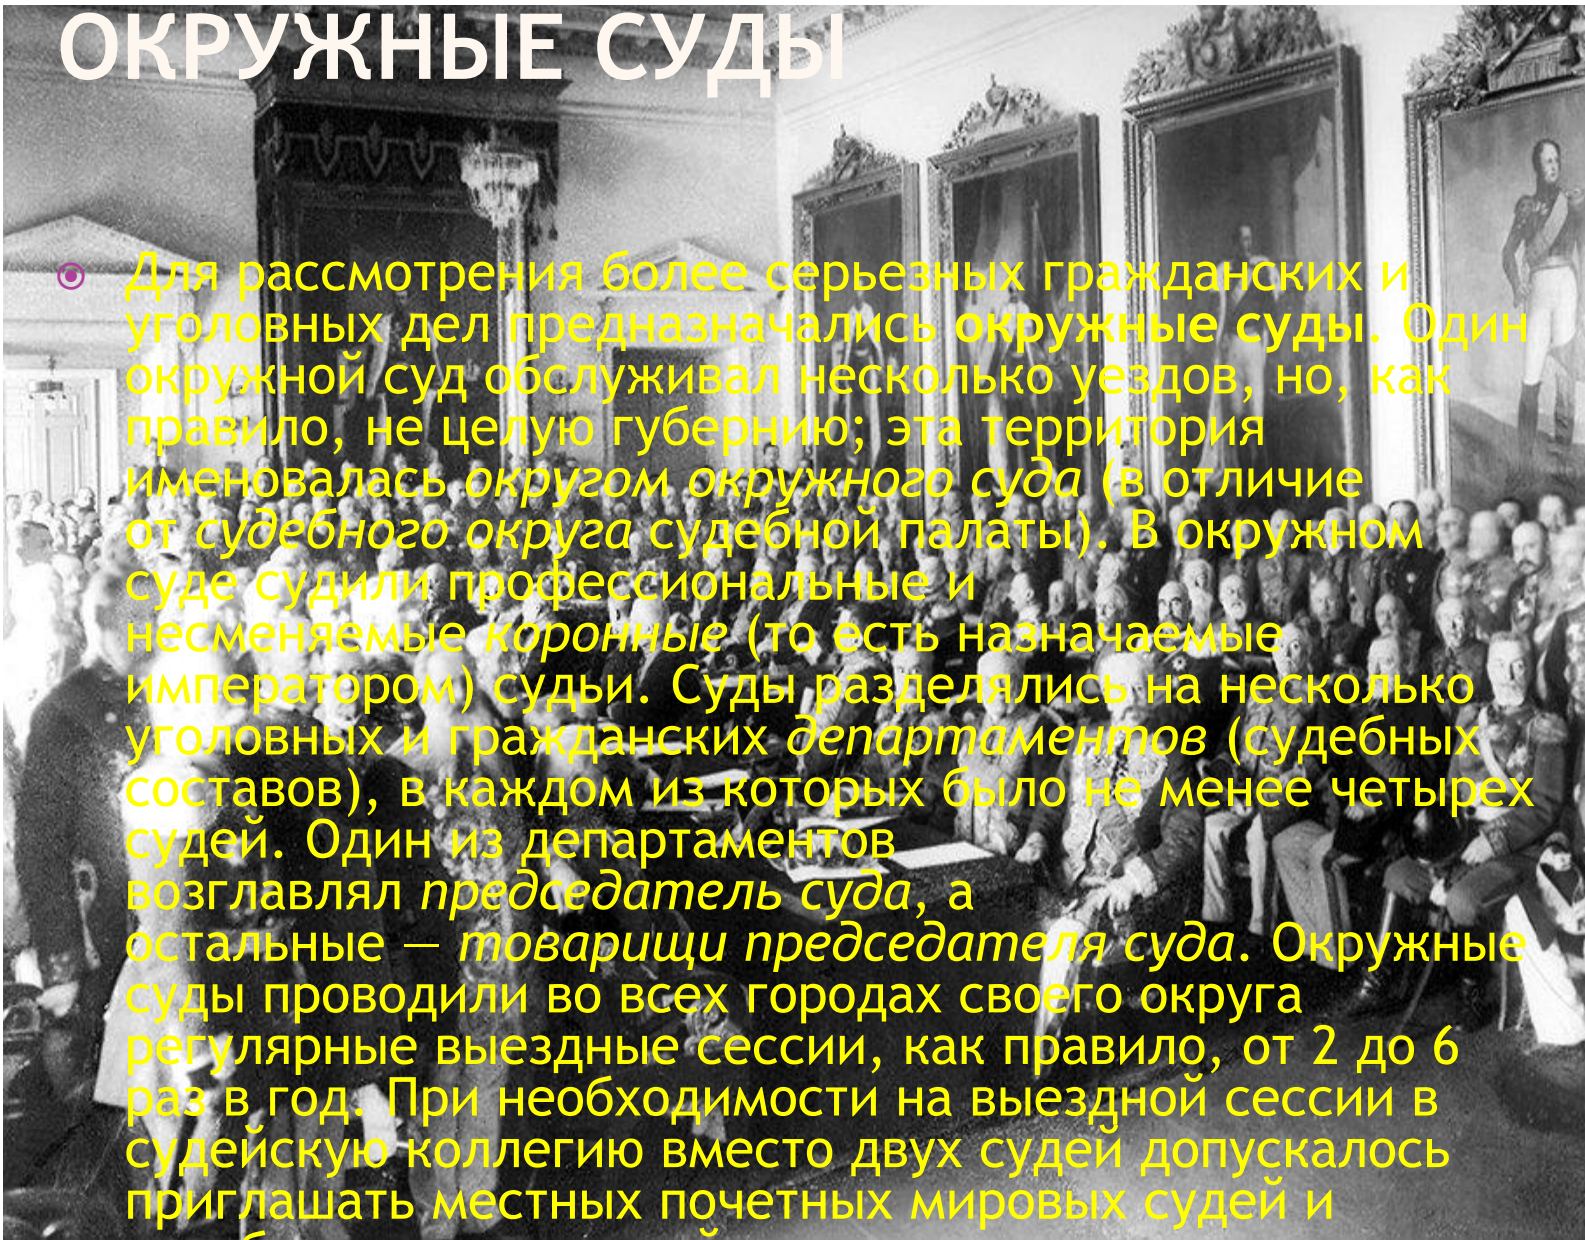 ОКРУЖНЫЕ СУДЫ
Для рассмотрения более серьезных гражданских и
уголовных дел предназначались окружные суды. Один
окружной суд обслуживал несколько уездов, но, как
правило, не целую губернию; эта территория
именовалась округом окружного суда (в отличие
от судебного округа судебной палаты). В окружном
суде судили профессиональные и
несменяемые коронные (то есть назначаемые
императором) судьи. Суды разделялись на несколько
уголовных и гражданских департаментов (судебных
составов), в каждом из которых было не менее четырех
судей. Один из департаментов
возглавлял председатель суда, а
остальные — товарищи председателя суда. Окружные
суды проводили во всех городах своего округа
регулярные выездные сессии, как правило, от 2 до 6
раз в год. При необходимости на выездной сессии в
судейскую коллегию вместо двух судей допускалось
приглашать местных почетных мировых судей и